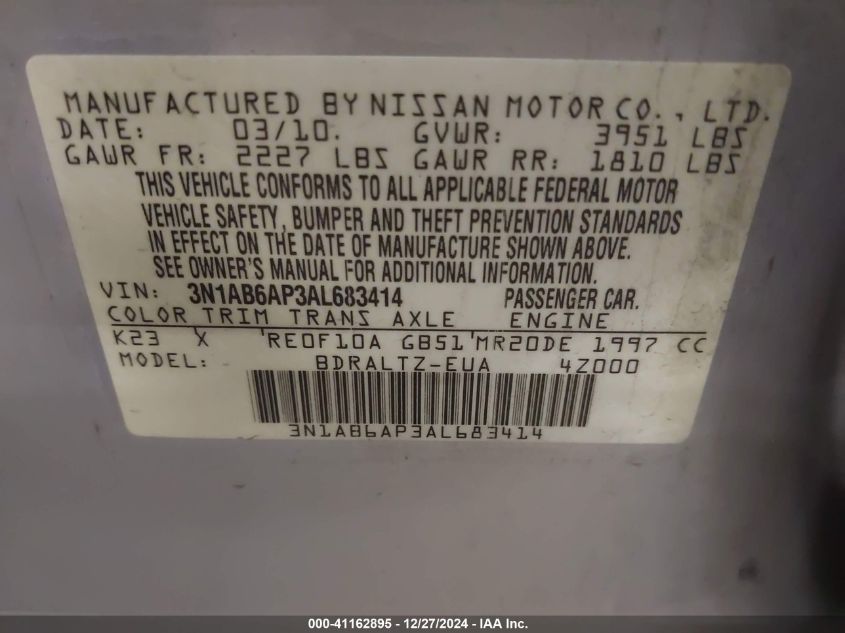 MANUFACTURED BY NISSAN MOTOR CO., LTD.
DATE: 03/10. GVWR: 3951 LBS
GAWR FR: 2227 LBS GAWR RR: 1810 LBS
THIS VEHICLE CONFORMS TO ALL APPLICABLE FEDERAL MOTOR
VEHICLE SAFETY, BUMPER AND THEFT PREVENTION STANDARDS
IN EFFECT ON THE DATE OF MANUFACTURE SHOWN ABOVE.
SEE OWNER'S MANUAL FOR ADDITIONAL INFORMATION.
VIN: 3N1AB6AP3AL683414 PASSENGER CAR.
COLOR TRIM TRANS AXLE ENGINE
K23 X 'RE0F10A GB51'MR20DE 1997 CC
MODEL: BDRALTZ-EUA 4Z000
3N1AB6AP3AL683414
000-41162895 - 12/27/2024 - IAA Inc.